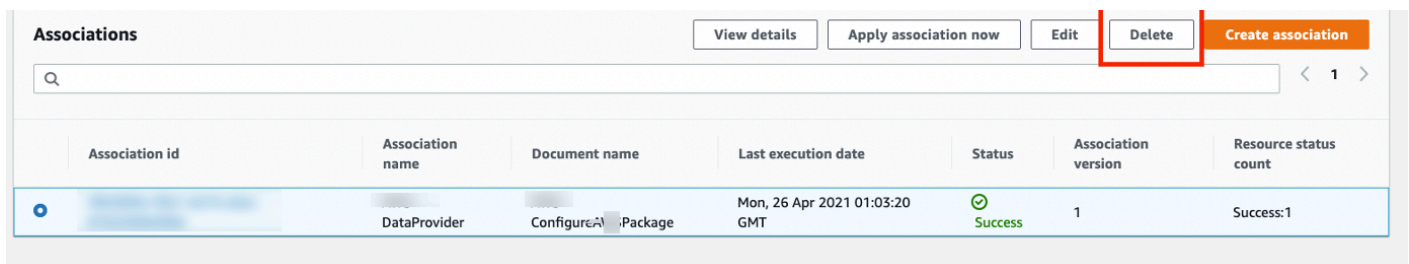 Associations
View details
Apply association now
Edit
Delete
Create association
1
Association id
Association name
Document name
Last execution date
Status
Association version
Resource status count
DataProvider
Mon, 26 Apr 2021 01:03:20 GMT
Success
1
Success:1